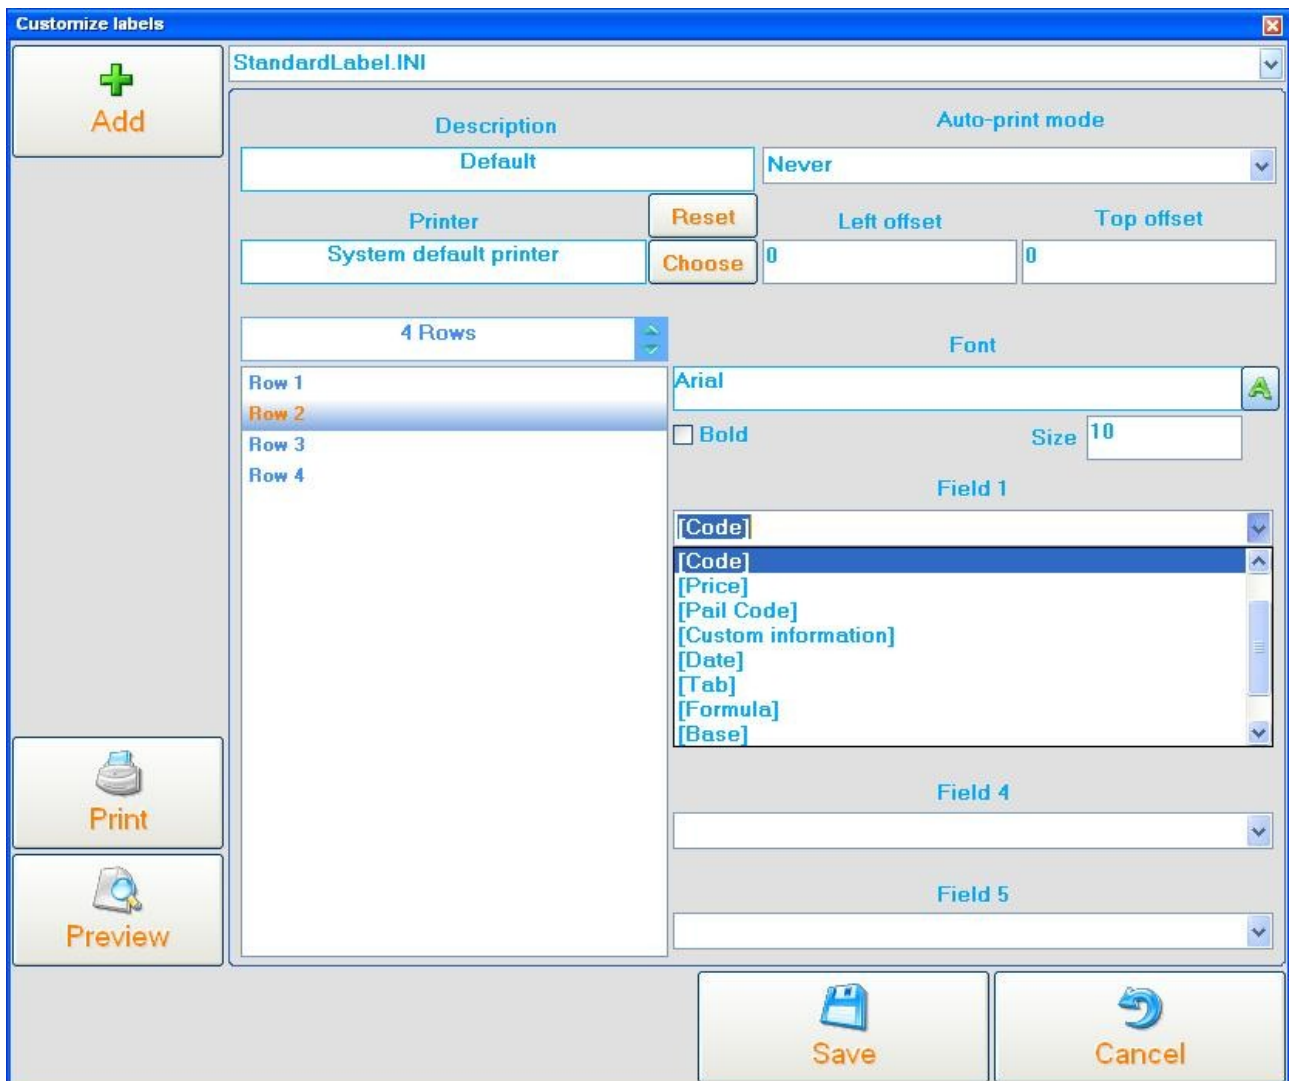 Customize labels
Add
StandardLabel.INI
Description
Auto-print mode
Default
Never
Printer
Reset
Left offset
Top offset
System default printer
Choose
0
0
4 Rows
Font
Row 1
Row 2
Row 3
Row 4
Arial
A
Bold
Size 10
Field 1
[Code]
[Code]
[Price]
[Pail Code]
[Custom information]
[Date]
[Tab]
[Formula]
[Base]
Field 4
Field 5
Print
Preview
Save
Cancel